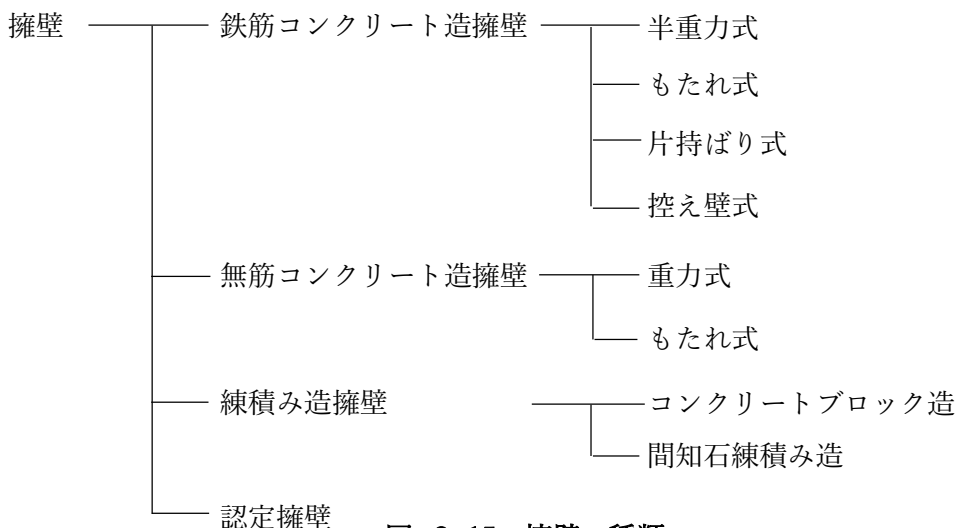 擁壁 鉄筋コンクリート造擁壁 半重力式
もたれ式
片持ばり式
控え壁式
無筋コンクリート造擁壁 重力式
もたれ式
練積み造擁壁 コンクリートブロック造
間知石練積み造
認定擁壁